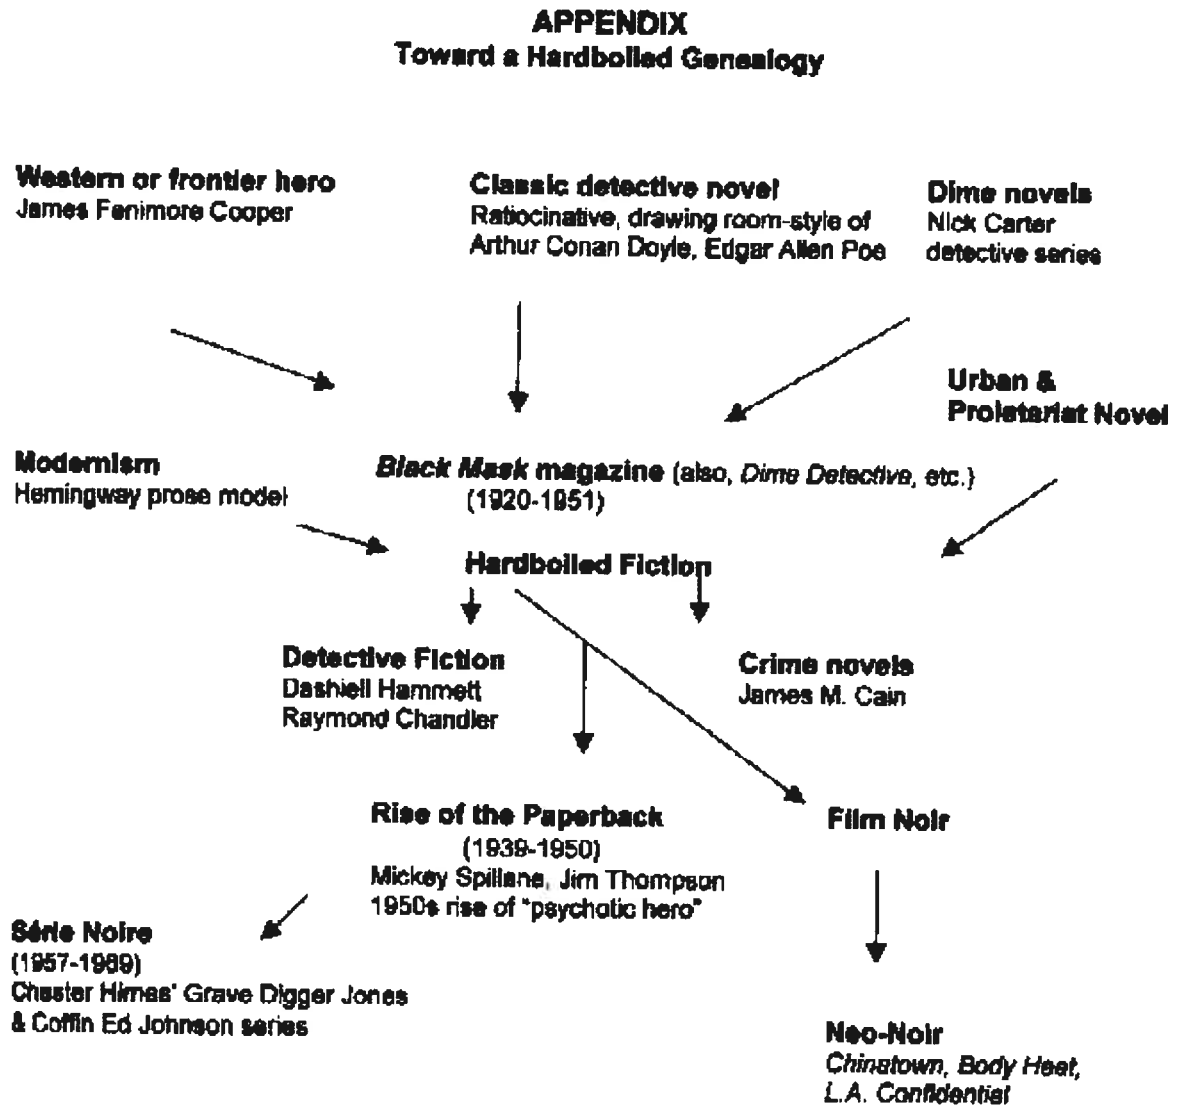 APPENDIX
Toward a Hardboiled Genealogy
Western or frontier hero
James Fenimore Cooper
Classic detective novel
Ratiocinative, drawing room-style of
Arthur Conan Doyle, Edgar Allen Poe
Dime novels
Nick Carter
detective series
Urban &
Proletariat Novel
Modernism
Hemingway prose model
Black Mask magazine (also, Dime Detective, etc.)
(1920-1951)
Hardboiled Fiction
Detective Fiction
Dashiell Hammett
Raymond Chandler
Crime novels
James M. Cain
Rise of the Paperback
(1939-1950)
Mickey Spillane, Jim Thompson
1950s rise of "psychotic hero"
Film Noir
Série Noire
(1957-1969)
Chester Himes' Grave Digger Jones
& Coffin Ed Johnson series
Neo-Noir
Chinatown, Body Heat,
L.A. Confidential